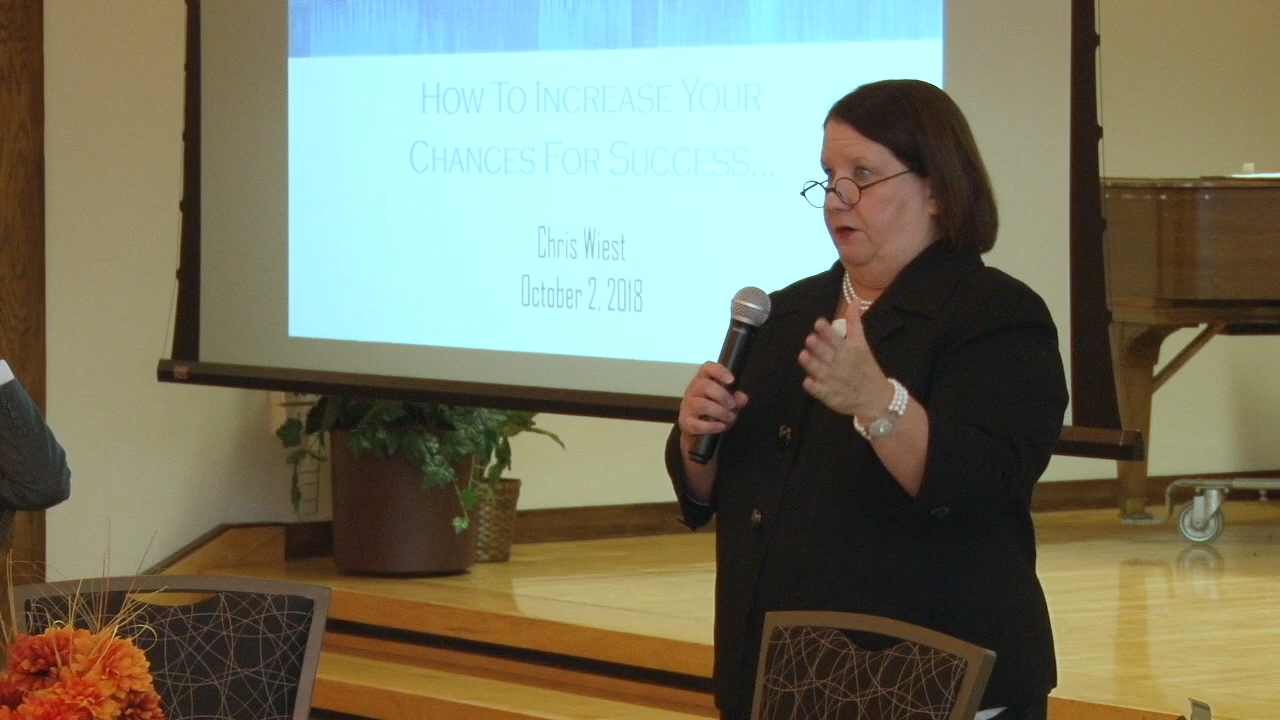 HOW TO INCREASE YOUR
CHANCES FOR SUCCESS...
Chris Wiest
October 2, 2018